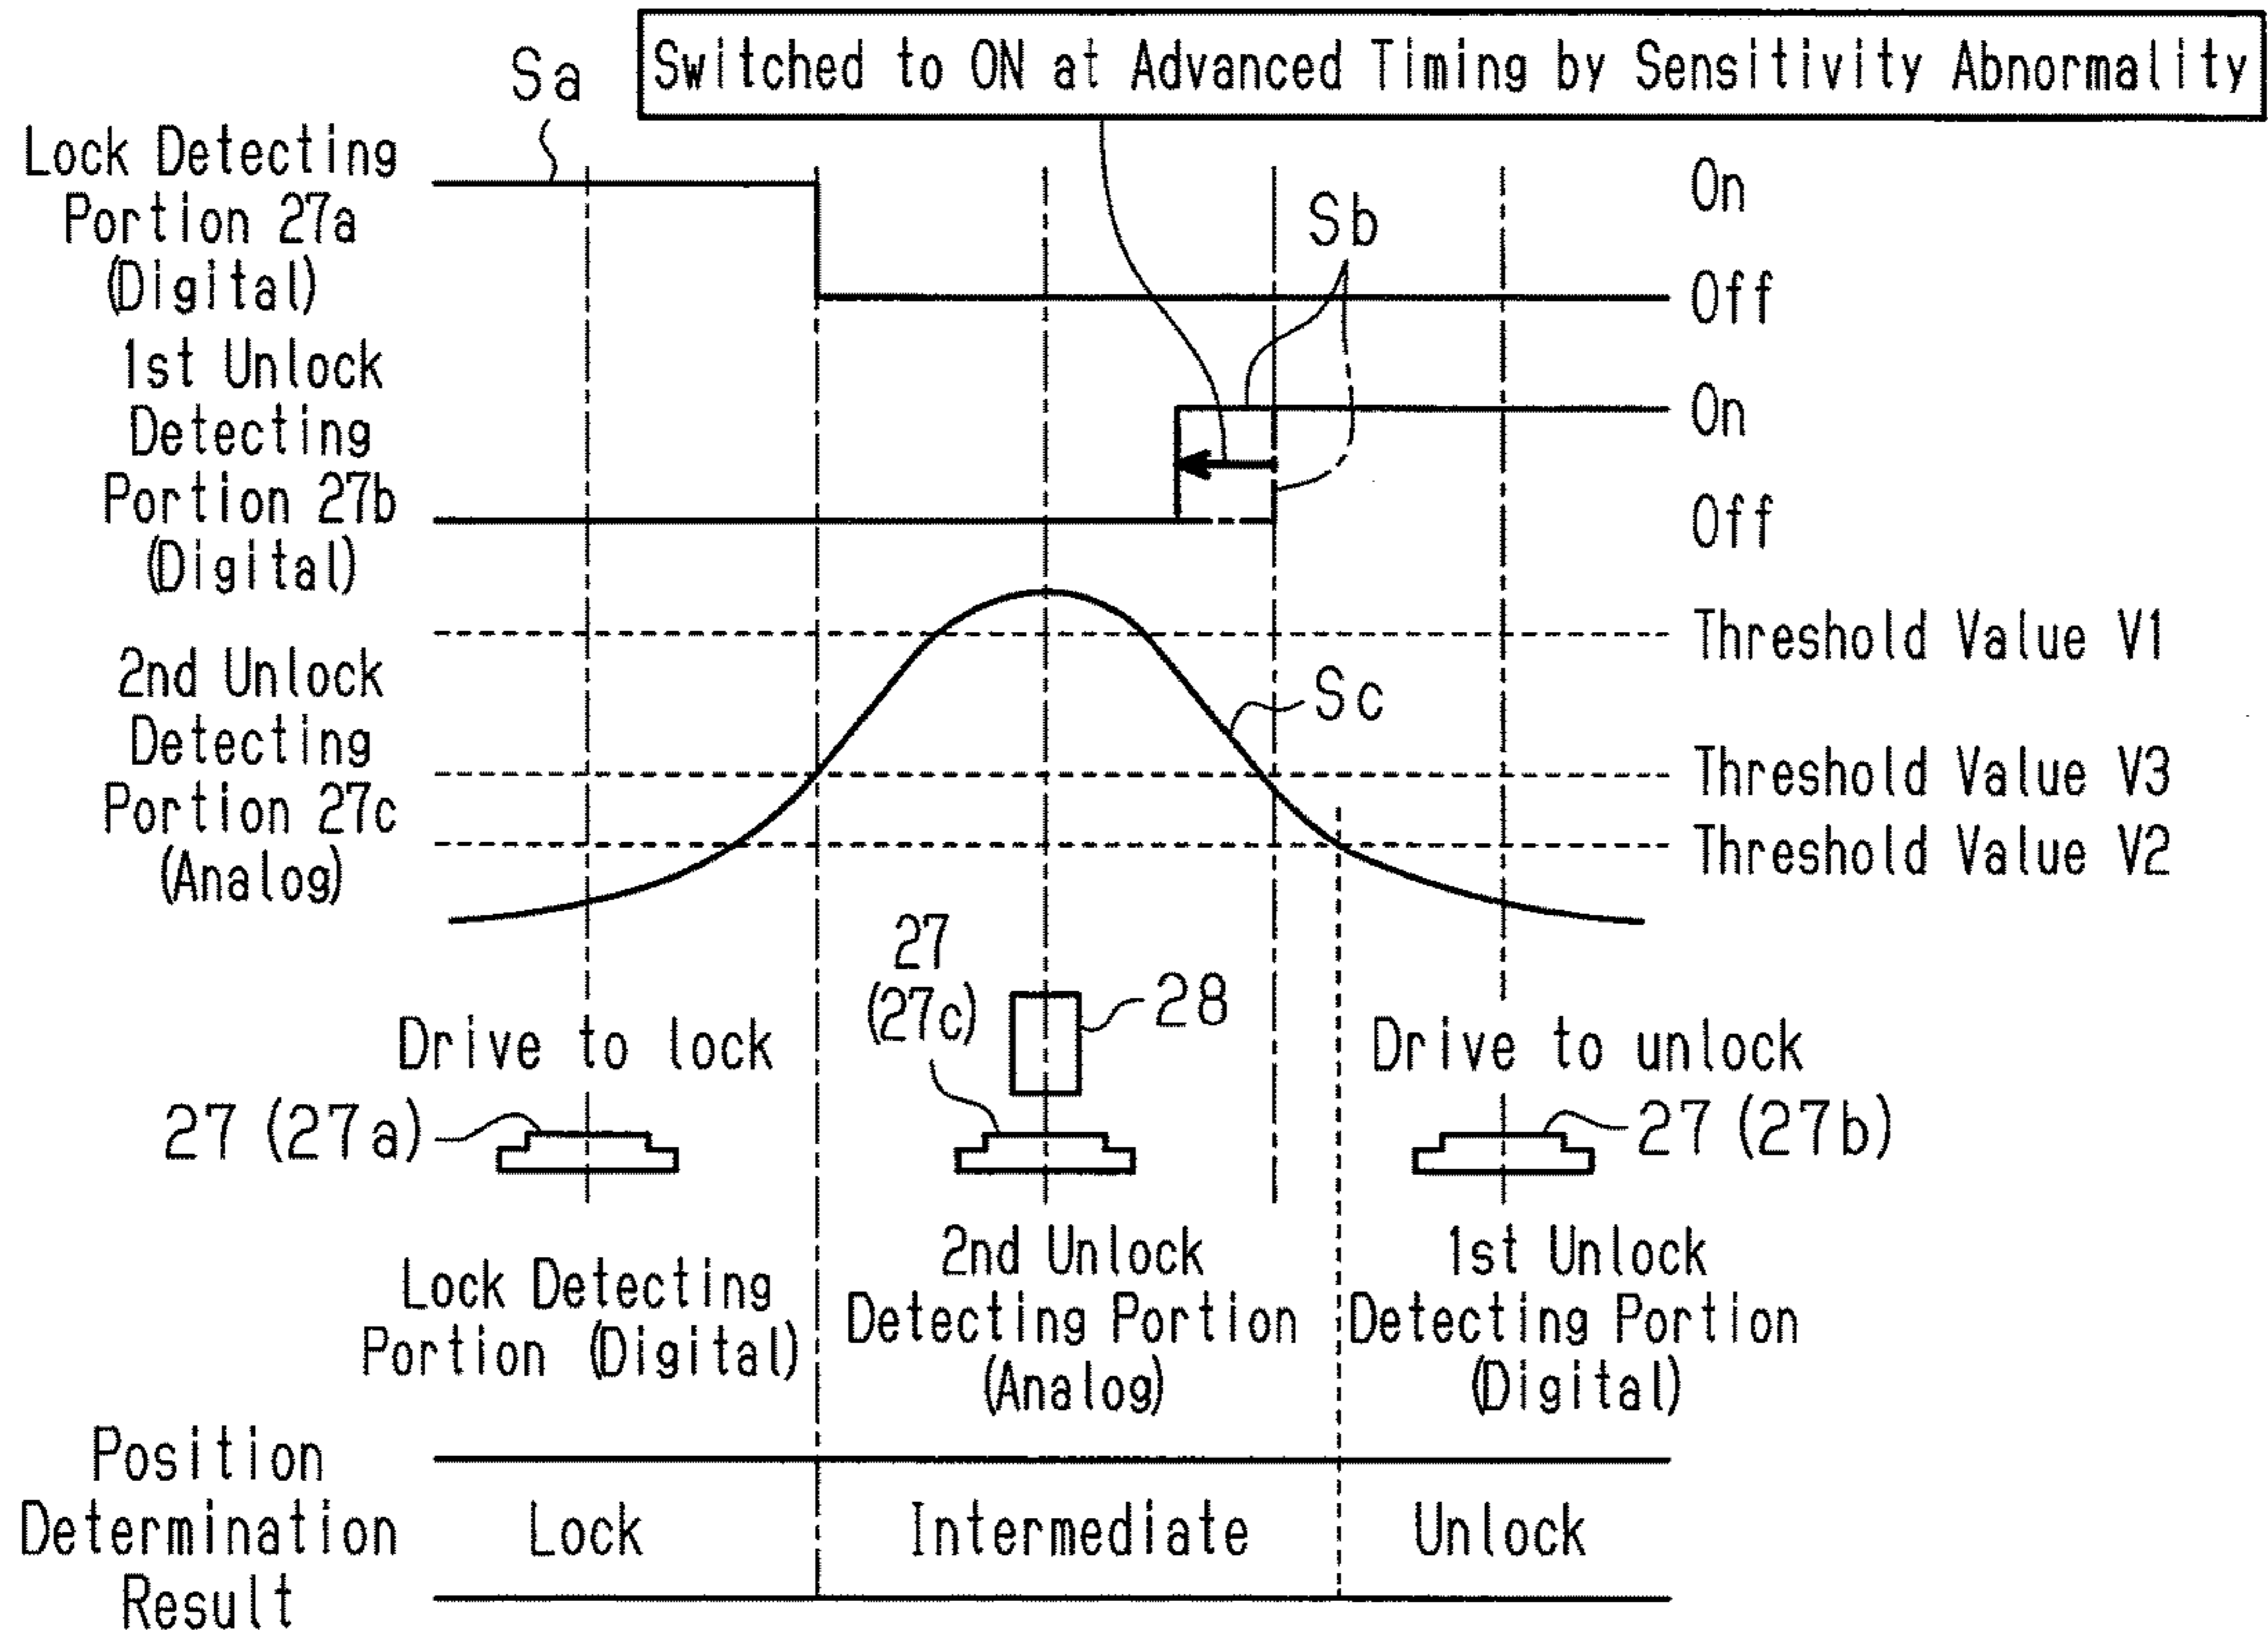 Switched to ON at Advanced Timing by Sensitivity Abnormality
Sa
Lock Detecting
Portion 27a
(Digital)
On
Off
Sb
1st Unlock
Detecting
Portion 27b
(Digital)
On
Off
2nd Unlock
Detecting
Portion 27c
(Analog)
Threshold Value V1
Sc
Threshold Value V3
Threshold Value V2
27
(27c)
28
Drive to lock
Drive to unlock
27 (27a)
27 (27b)
Lock Detecting
Portion (Digital)
2nd Unlock
Detecting Portion
(Analog)
1st Unlock
Detecting Portion
(Digital)
Position
Determination
Result
Lock
Intermediate
Unlock